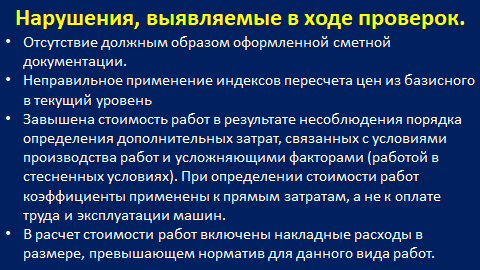 Нарушения, выявляемые в ходе проверок.
• Отсутствие должным образом оформленной сметной
документации.
• Неправильное применение индексов пересчета цен из базисного
в текущий уровень
• Завышена стоимость работ в результате несоблюдения порядка
определения дополнительных затрат, связанных с условиями
производства работ и усложняющими факторами (работой в
стесненных условиях). При определении стоимости работ
коэффициенты применены к прямым затратам, а не к оплате
труда и эксплуатации машин.
• В расчет стоимости работ включены накладные расходы в
размере, превышающем норматив для данного вида работ.